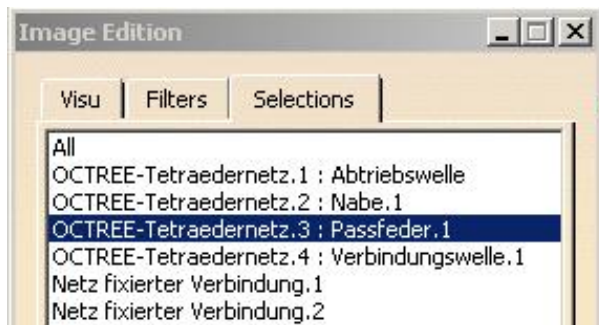 Image Edition
Visu Filters Selections
All
OCTREE-Tetraedernetz.1 : Abtriebswelle
OCTREE-Tetraedernetz.2 : Nabe.1
OCTREE-Tetraedernetz.3 : Passfeder.1
OCTREE-Tetraedernetz.4 : Verbindungswelle.1
Netz fixierter Verbindung.1
Netz fixierter Verbindung.2